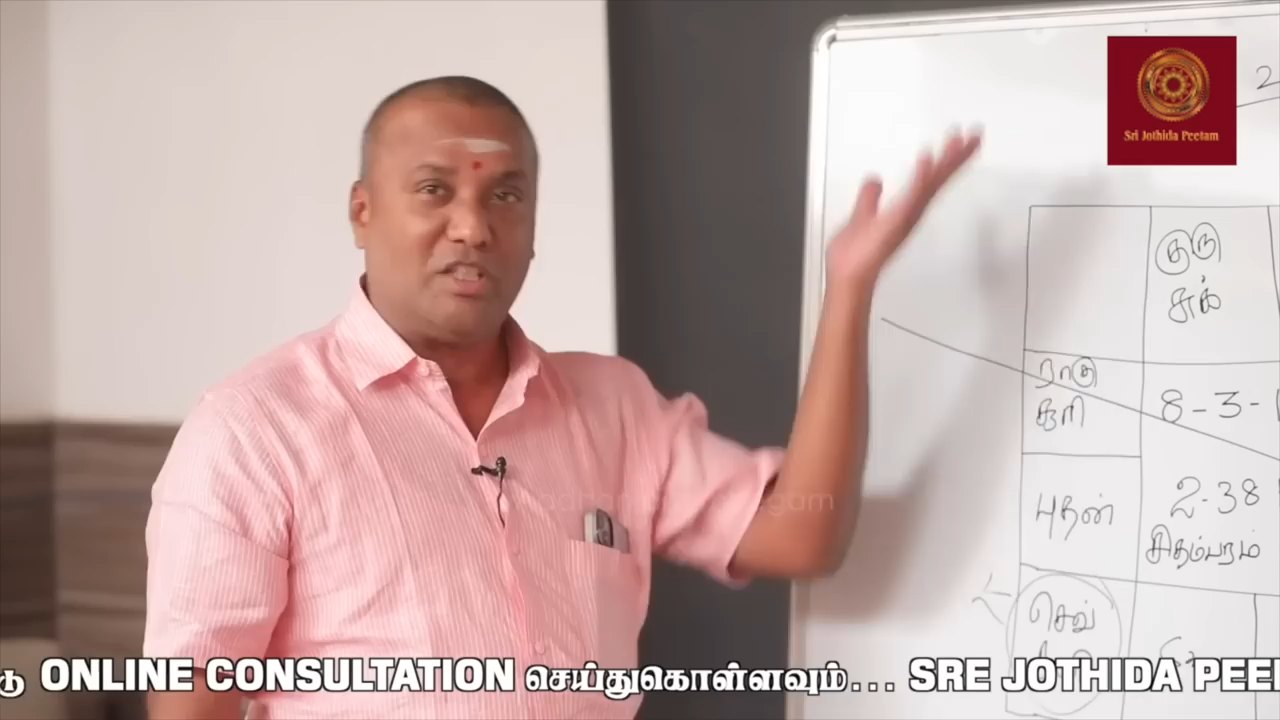 2
Sri Jothida Peetam
குரு
சுக்
ராகு
சுரி
8-3-
புதன்
2-38
சிதம்பரம்
செவ்
டு ONLINE CONSULTATION செய்துகொள்ளவும்... SRE JOTHIDA PEE